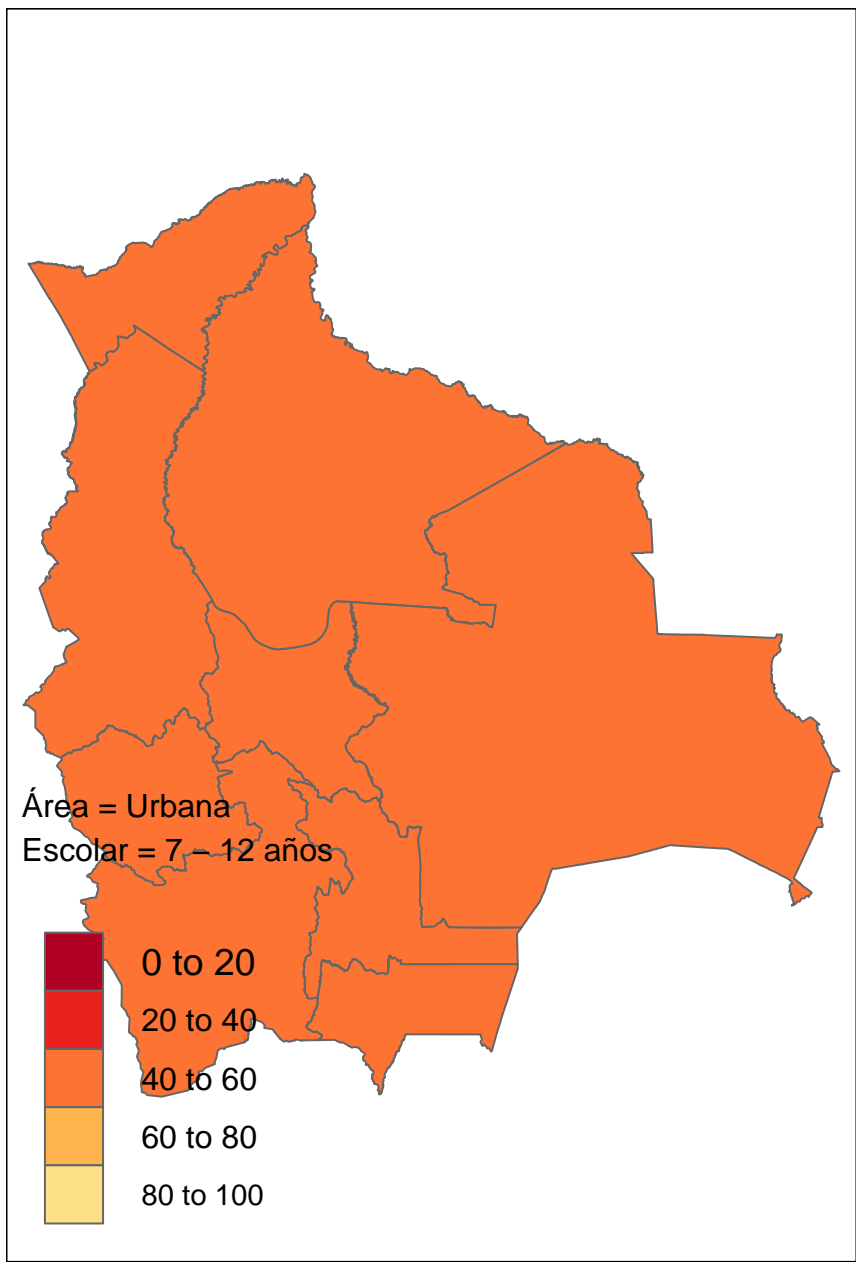 Área = Urbana
Escolar = 7 – 12 años
0 to 20
20 to 40
40 to 60
60 to 80
80 to 100